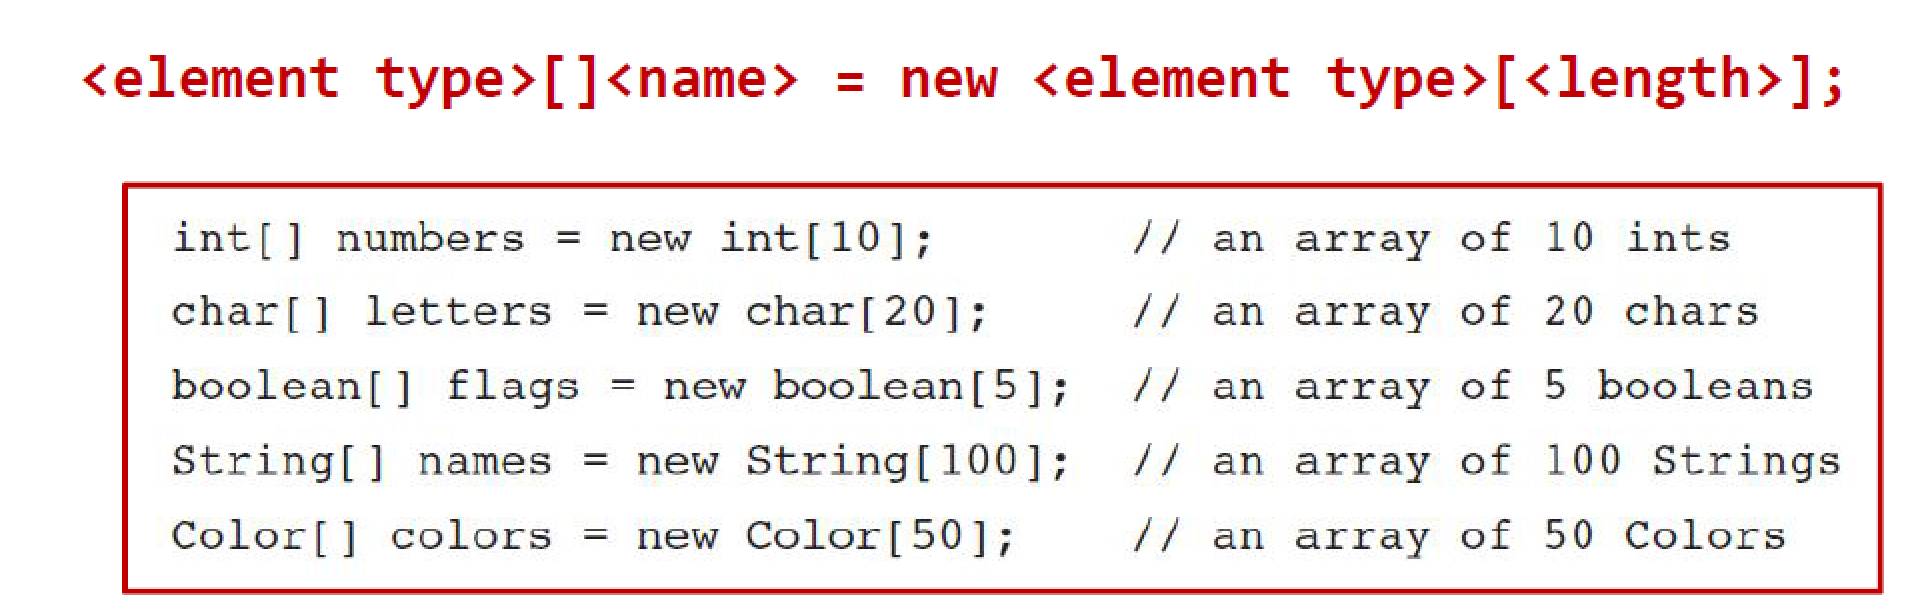 <element type>[]<name> = new <element type>[<length>];
int[] numbers = new int[10]; // an array of 10 ints
char[] letters = new char[20]; // an array of 20 chars
boolean[] flags = new boolean[5]; // an array of 5 booleans
String[] names = new String[100]; // an array of 100 Strings
Color[] colors = new Color[50]; // an array of 50 Colors